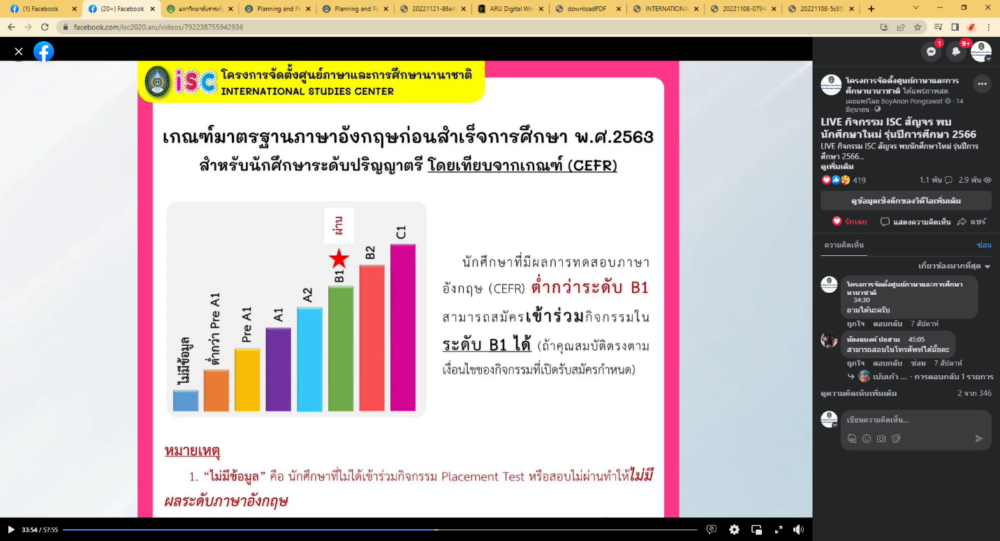 (1) Facebook
(20+) Facebook
มหาวิทยาลัยราชภั
Planning and Po
Planning and Po
20221121-86a4
ARU Digital Wo
downloadPDF
INTERNATIONA
20221108-0794
20221108-5c85
facebook.com/isc2020.aru/videos/792238755942936
iSC
โครงการจัดตั้งศูนย์ภาษาและการศึกษานานาชาติ
INTERNATIONAL STUDIES CENTER
เกณฑ์มาตรฐานภาษาอังกฤษก่อนสำเร็จการศึกษา พ.ศ.2563
สำหรับนักศึกษาระดับปริญญาตรี โดยเทียบจากเกณฑ์ (CEFR)
ไม่มีข้อมูล
ต่ำกว่า Pre A1
Pre A1
A1
A2
B1
ผ่าน
B2
C1
นักศึกษาที่มีผลการทดสอบภาษา
อังกฤษ (CEFR) ต่ำกว่าระดับ B1
สามารถสมัครเข้าร่วมกิจกรรมใน
ระดับ B1 ได้ (ถ้าคุณสมบัติตรงตาม
เงื่อนไขของกิจกรรมที่เปิดรับสมัครกำหนด)
หมายเหตุ
1. “ไม่มีข้อมูล” คือ นักศึกษาที่ไม่ได้เข้าร่วมกิจกรรม Placement Test หรือสอบไม่ผ่านทำให้ไม่มี
ผลระดับภาษาอังกฤษ
33:54 / 57:55
1
9+
โครงการจัดตั้งศูนย์ภาษาและการ
ศึกษานานาชาติ ได้แพร่ภาพสด
เผยแพร่โดย BoyAnon Pongsawat · 14
มิถุนายน ·
LIVE กิจกรรม ISC สัญจร พบ
นักศึกษาใหม่ รุ่นปีการศึกษา 2566
LIVE กิจกรรม ISC สัญจร พบนักศึกษาใหม่ รุ่นปีการ
ศึกษา 2566...
ดูเพิ่มเติม
419
1.1 พัน
2.9 พัน
ดูข้อมูลเชิงลึกของวิดีโอเพิ่มเติม
รักเลย
แสดงความคิดเห็น
แชร์
ความคิดเห็น
ซ่อน
เกี่ยวข้องมากที่สุด
โครงการจัดตั้งศูนย์ภาษาและการศึกษา
นานาชาติ
· 34:30
ถามได้นะครับ
ถูกใจ ตอบกลับ 7 สัปดาห์
น้องแบงค์ ปลสาม · 45:05
สามารถสอบในโทรศัพท์ได้มั้ยคะ
ถูกใจ ตอบกลับ ซ่อน 7 สัปดาห์
เบ้บเก้า ... · การตอบกลับ 1 รายการ
ดูความคิดเห็นเพิ่มเติม
2 จาก 346
เขียนความคิดเห็น...